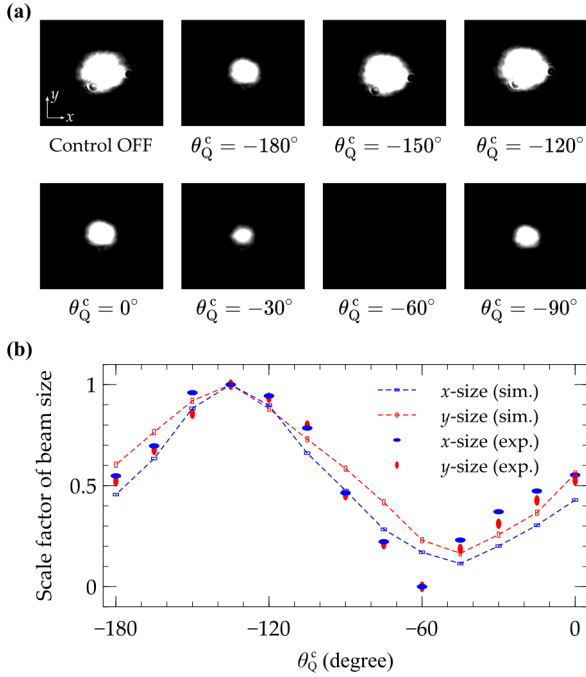 (a)
y
x
Control OFF
θ_Q^c = −180°
θ_Q^c = −150°
θ_Q^c = −120°
θ_Q^c = 0°
θ_Q^c = −30°
θ_Q^c = −60°
θ_Q^c = −90°
(b)
Scale factor of beam size
1
0.5
0
x-size (sim.)
y-size (sim.)
x-size (exp.)
y-size (exp.)
−180
−120
−60
0
θ_Q^c (degree)